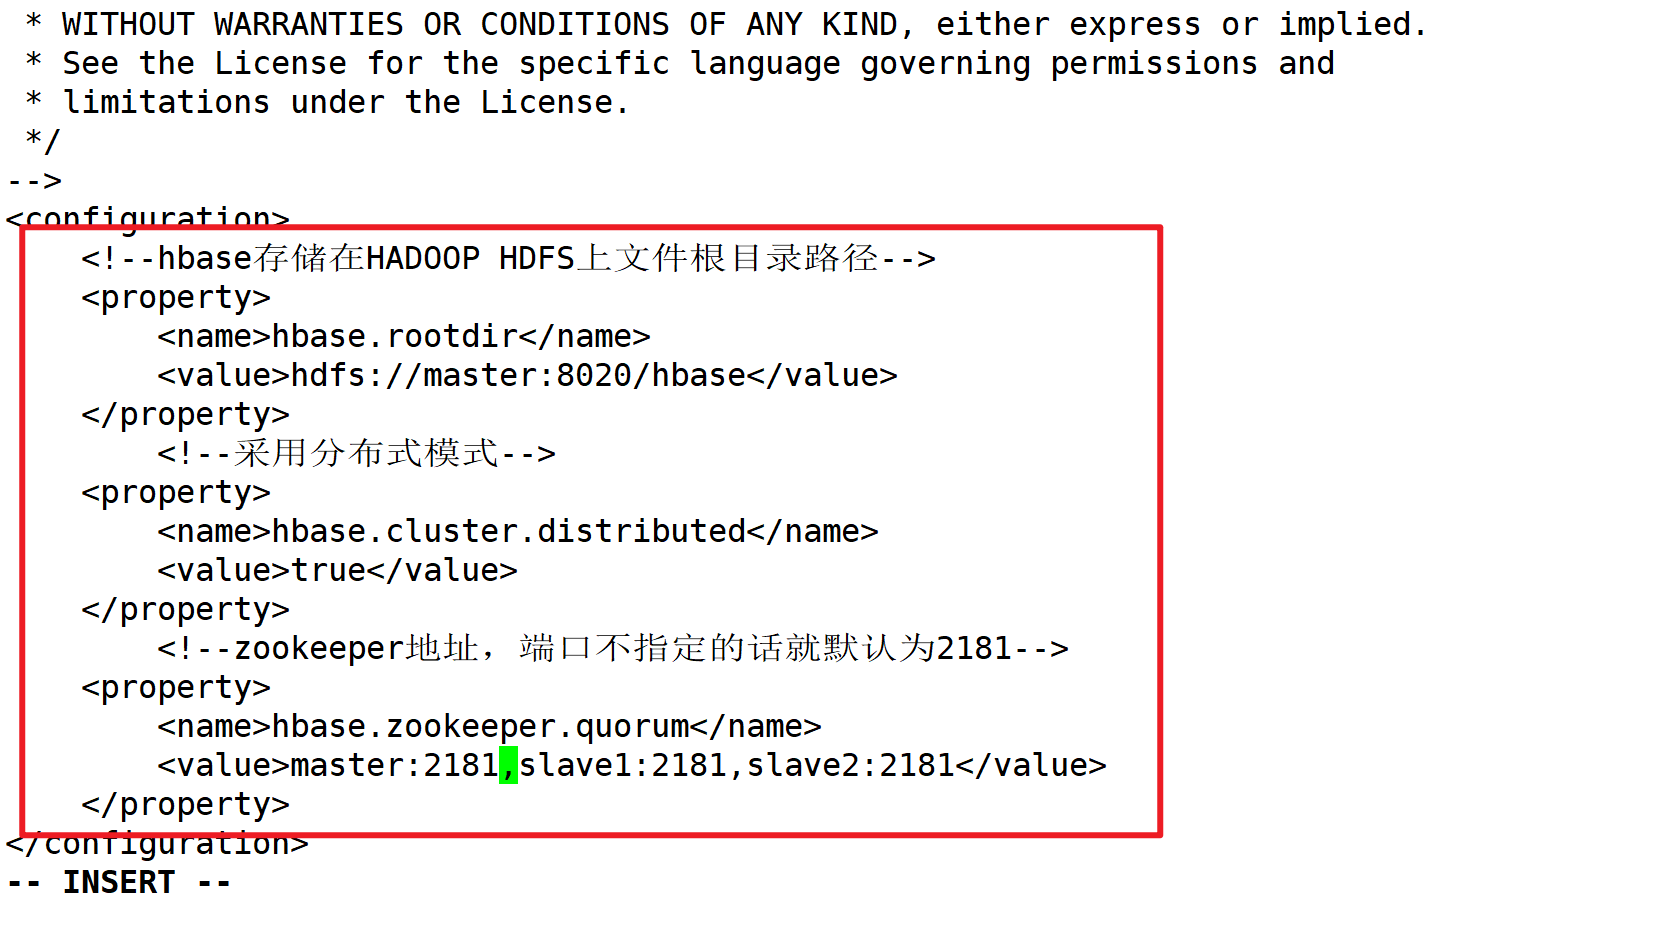 * WITHOUT WARRANTIES OR CONDITIONS OF ANY KIND, either express or implied.
 * See the License for the specific language governing permissions and
 * limitations under the License.
 */
-->
<configuration>
    <!--hbase存储在HADOOP HDFS上文件根目录路径-->
    <property>
        <name>hbase.rootdir</name>
        <value>hdfs://master:8020/hbase</value>
    </property>
        <!--采用分布式模式-->
    <property>
        <name>hbase.cluster.distributed</name>
        <value>true</value>
    </property>
        <!--zookeeper地址，端口不指定的话就默认为2181-->
    <property>
        <name>hbase.zookeeper.quorum</name>
        <value>master:2181,slave1:2181,slave2:2181</value>
    </property>
</configuration>
-- INSERT --